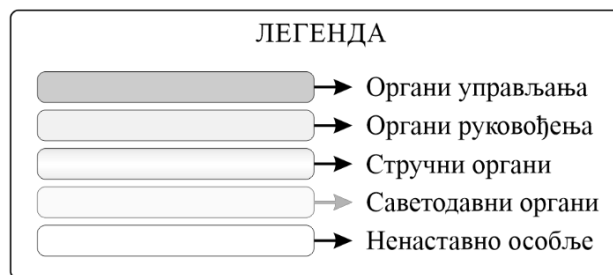 ЛЕГЕНДА
Органи управљања
Органи руковођења
Стручни органи
Саветодавни органи
Ненаставно особље